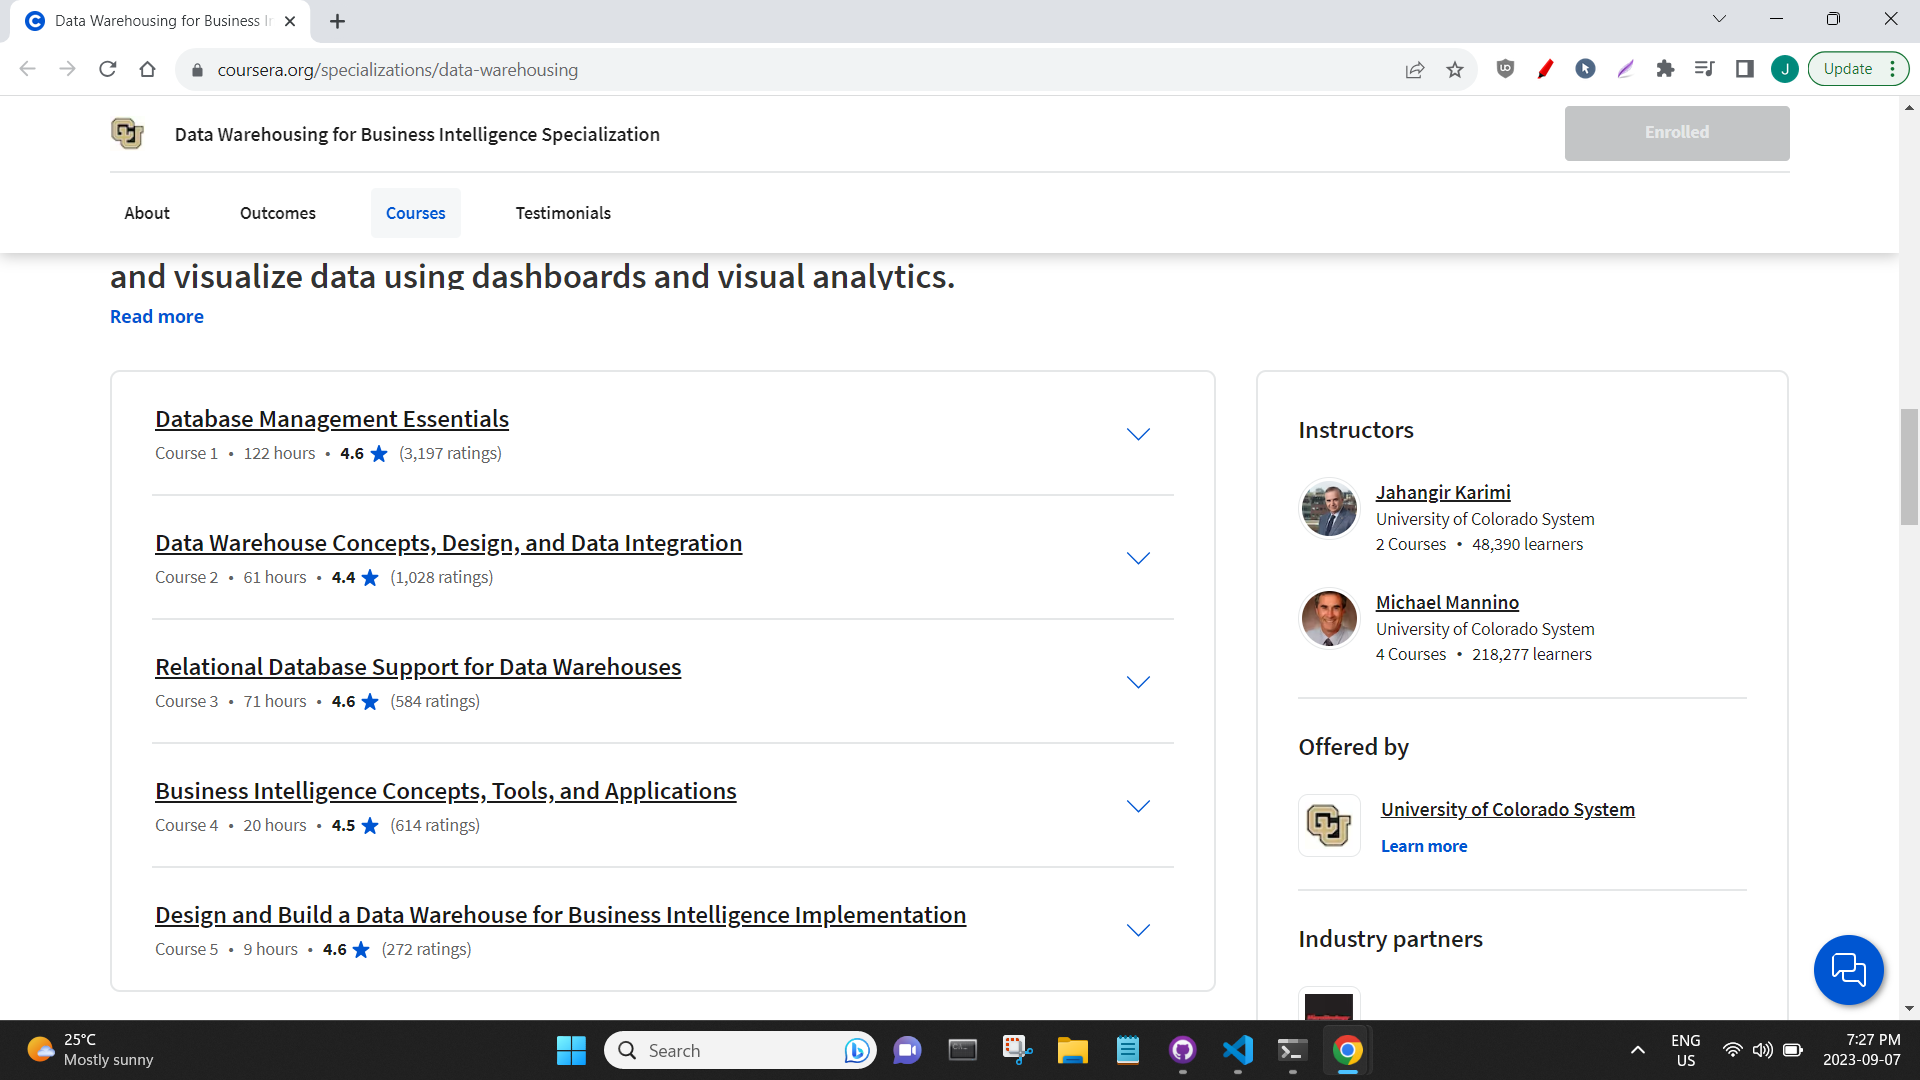 Data Warehousing for Business I
coursera.org/specializations/data-warehousing
J
Update
Data Warehousing for Business Intelligence Specialization
Enrolled
About
Outcomes
Courses
Testimonials
and visualize data using dashboards and visual analytics.
Read more
Database Management Essentials
Course 1 • 122 hours • 4.6 ★ (3,197 ratings)
Data Warehouse Concepts, Design, and Data Integration
Course 2 • 61 hours • 4.4 ★ (1,028 ratings)
Relational Database Support for Data Warehouses
Course 3 • 71 hours • 4.6 ★ (584 ratings)
Business Intelligence Concepts, Tools, and Applications
Course 4 • 20 hours • 4.5 ★ (614 ratings)
Design and Build a Data Warehouse for Business Intelligence Implementation
Course 5 • 9 hours • 4.6 ★ (272 ratings)
Instructors
Jahangir Karimi
University of Colorado System
2 Courses • 48,390 learners
Michael Mannino
University of Colorado System
4 Courses • 218,277 learners
Offered by
University of Colorado System
Learn more
Industry partners
25°C
Mostly sunny
Search
ENG
US
7:27 PM
2023-09-07